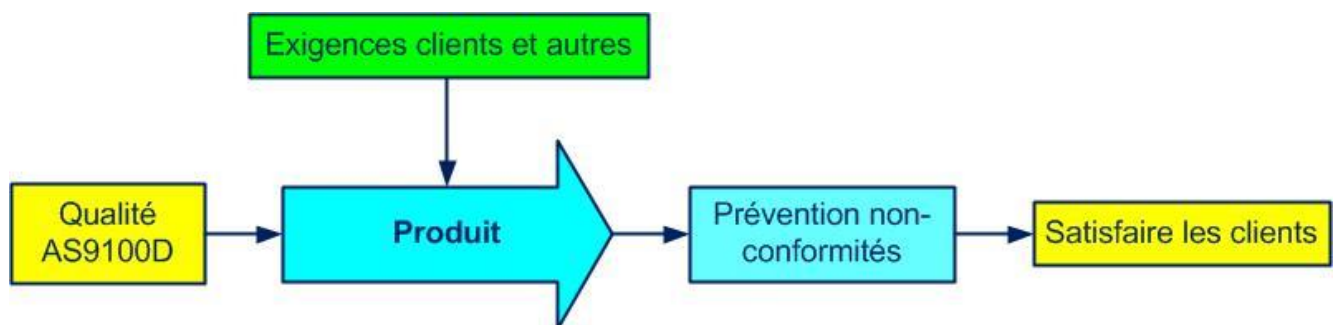 Exigences clients et autres
Qualité
AS9100D
Produit
Prévention non-
conformités
Satisfaire les clients